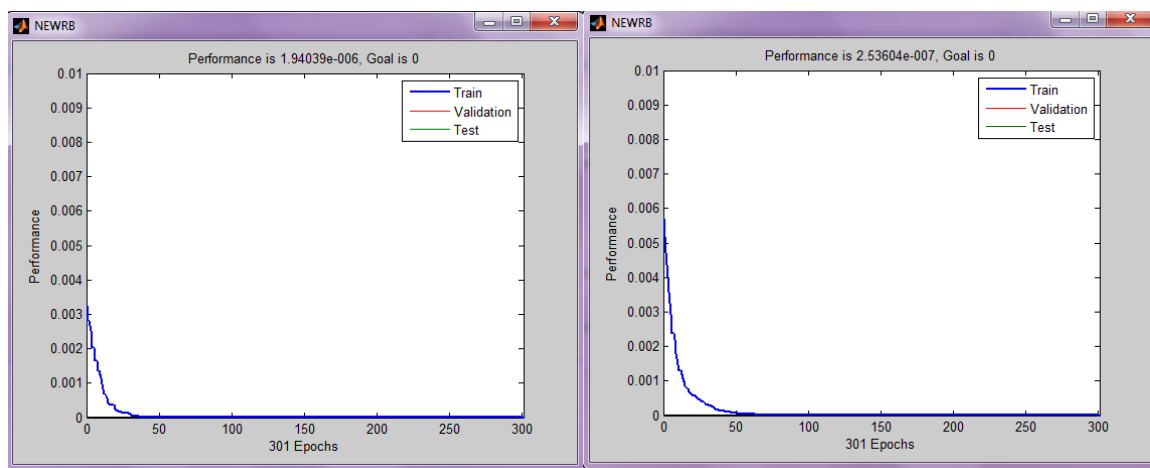 NEWRB
Performance is 1.94039e-006, Goal is 0
0.01
0.009
0.008
0.007
0.006
0.005
0.004
0.003
0.002
0.001
0
Performance
Train
Validation
Test
0 50 100 150 200 250 300
301 Epochs
NEWRB
Performance is 2.53604e-007, Goal is 0
0.01
0.009
0.008
0.007
0.006
0.005
0.004
0.003
0.002
0.001
0
Performance
Train
Validation
Test
0 50 100 150 200 250 300
301 Epochs